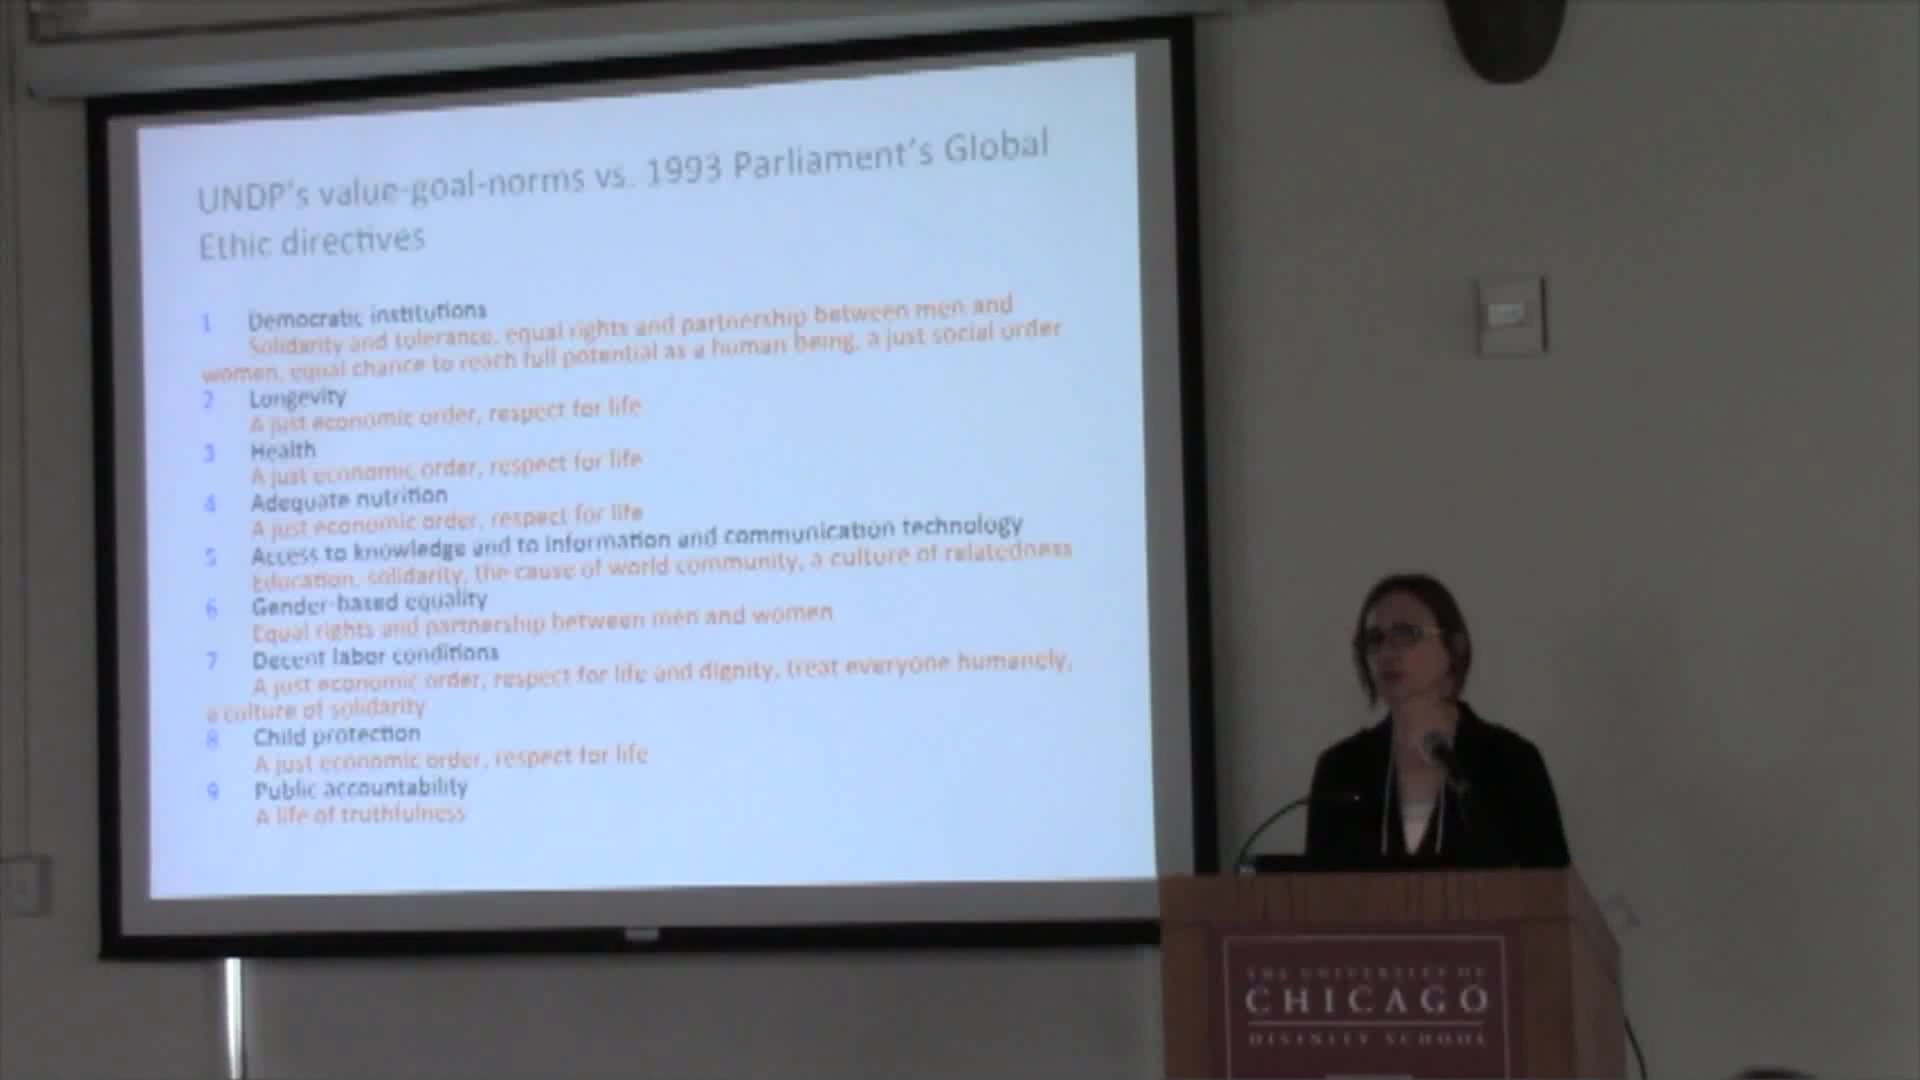 UNDP's value-goal-norms vs. 1993 Parliament's Global
Ethic directives
1 Democratic institutions
Solidarity and tolerance, equal rights and partnership between men and
women, equal chance to reach full potential as a human being, a just social order
2 Longevity
A just economic order, respect for life
3 Health
A just economic order, respect for life
4 Adequate nutrition
A just economic order, respect for life
5 Access to knowledge and to information and communication technology
Education, solidarity, the cause of world community, a culture of relatedness
6 Gender-based equality
Equal rights and partnership between men and women
7 Decent labor conditions
A just economic order, respect for life and dignity, treat everyone humanely,
a culture of solidarity
8 Child protection
A just economic order, respect for life
9 Public accountability
A life of truthfulness
THE UNIVERSITY OF
CHICAGO
DIVINITY SCHOOL